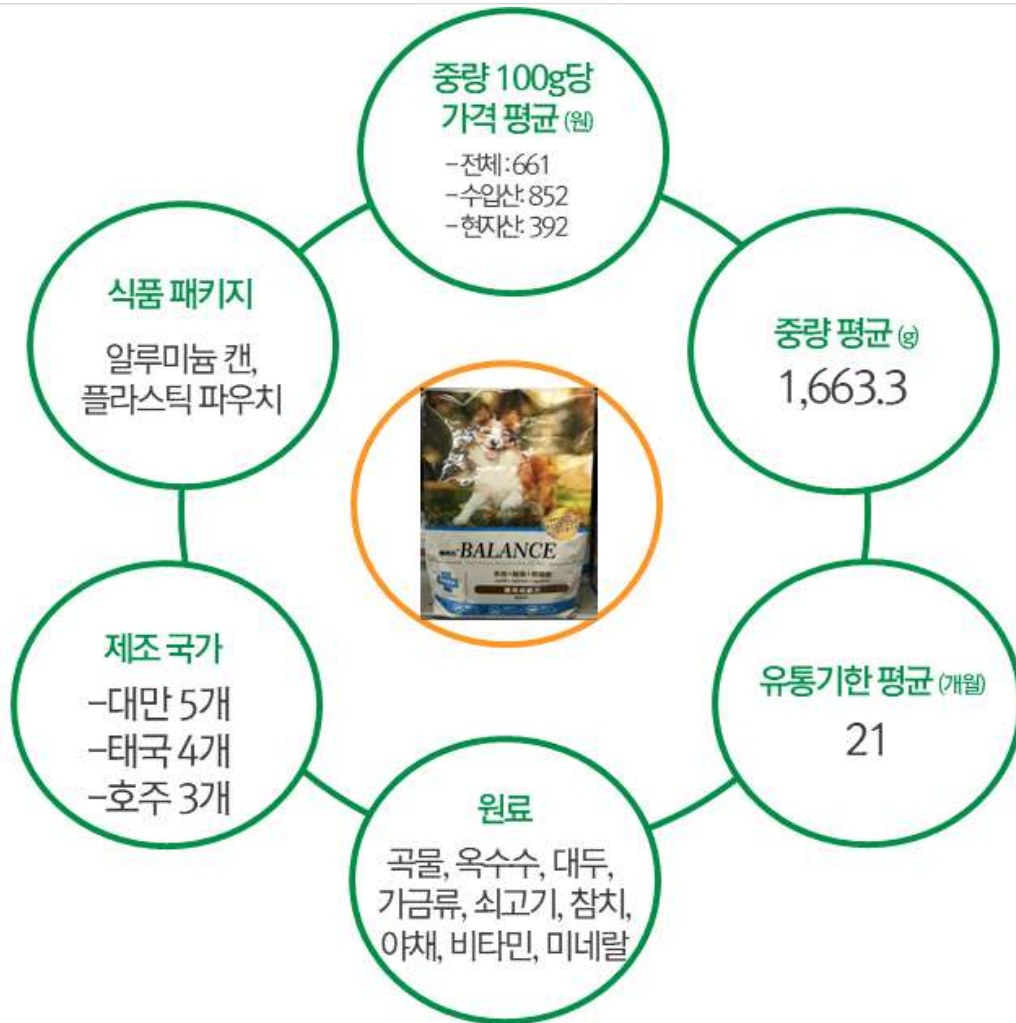 중량 100g당
가격 평균 (원)
-전체 : 661
-수입산: 852
-현지산: 392
식품 패키지
알루미늄 캔,
플라스틱 파우치
중량 평균 (g)
1,663.3
BALANCE
제조 국가
-대만 5개
-태국 4개
-호주 3개
유통기한 평균 (개월)
21
원료
곡물, 옥수수, 대두,
가금류, 쇠고기, 참치,
야채, 비타민, 미네랄